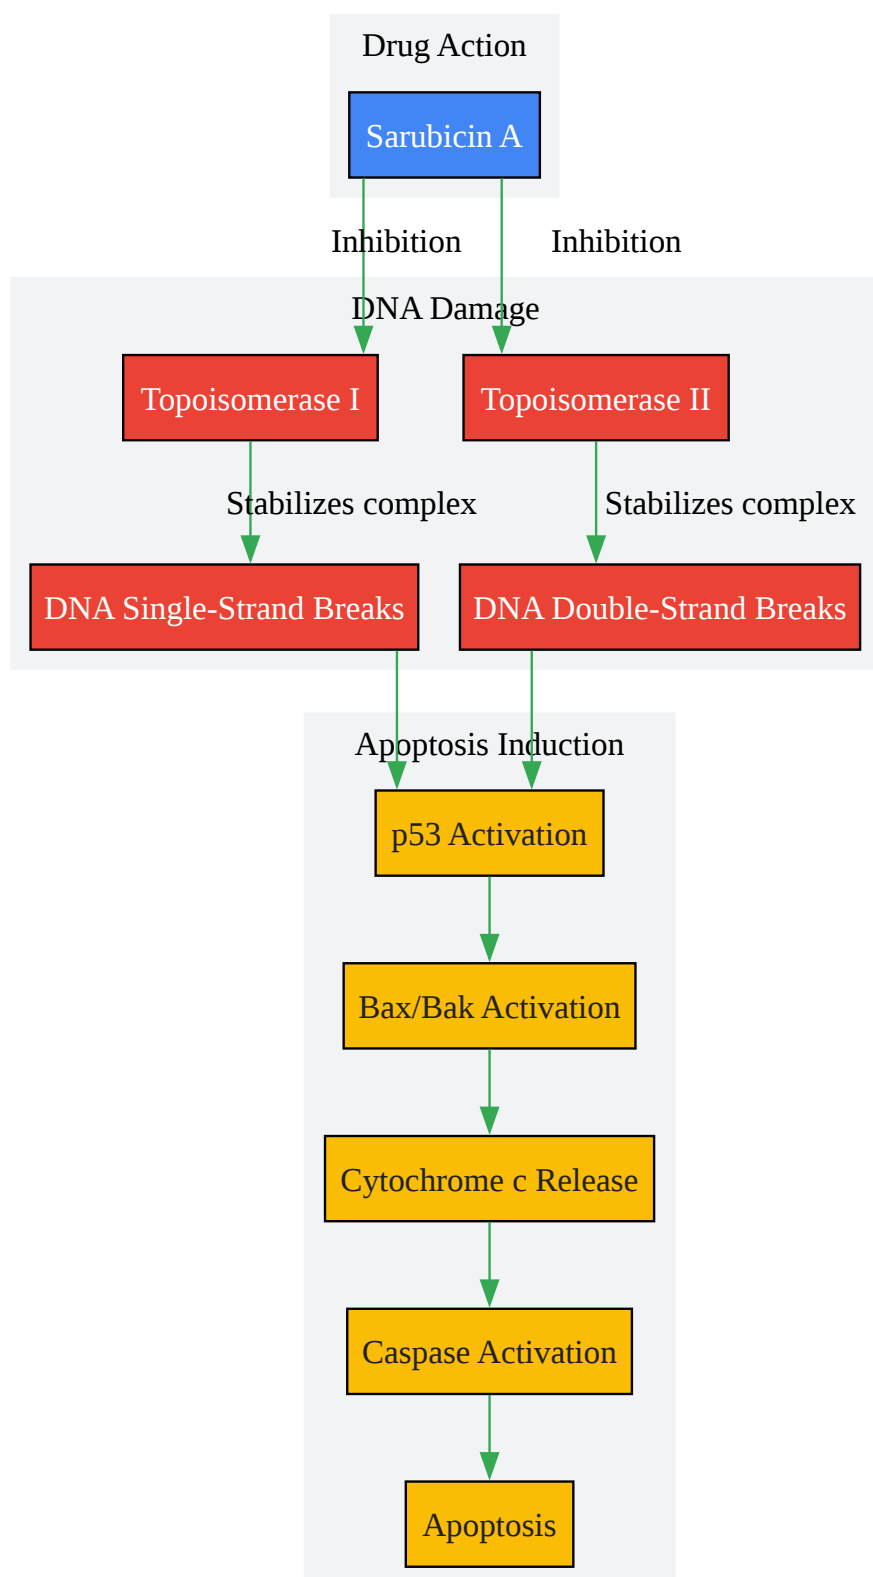 Drug Action
Sarubicin A
Inhibition
Inhibition
DNA Damage
Topoisomerase I
Topoisomerase II
Stabilizes complex
Stabilizes complex
DNA Single-Strand Breaks
DNA Double-Strand Breaks
Apoptosis Induction
p53 Activation
Bax/Bak Activation
Cytochrome c Release
Caspase Activation
Apoptosis